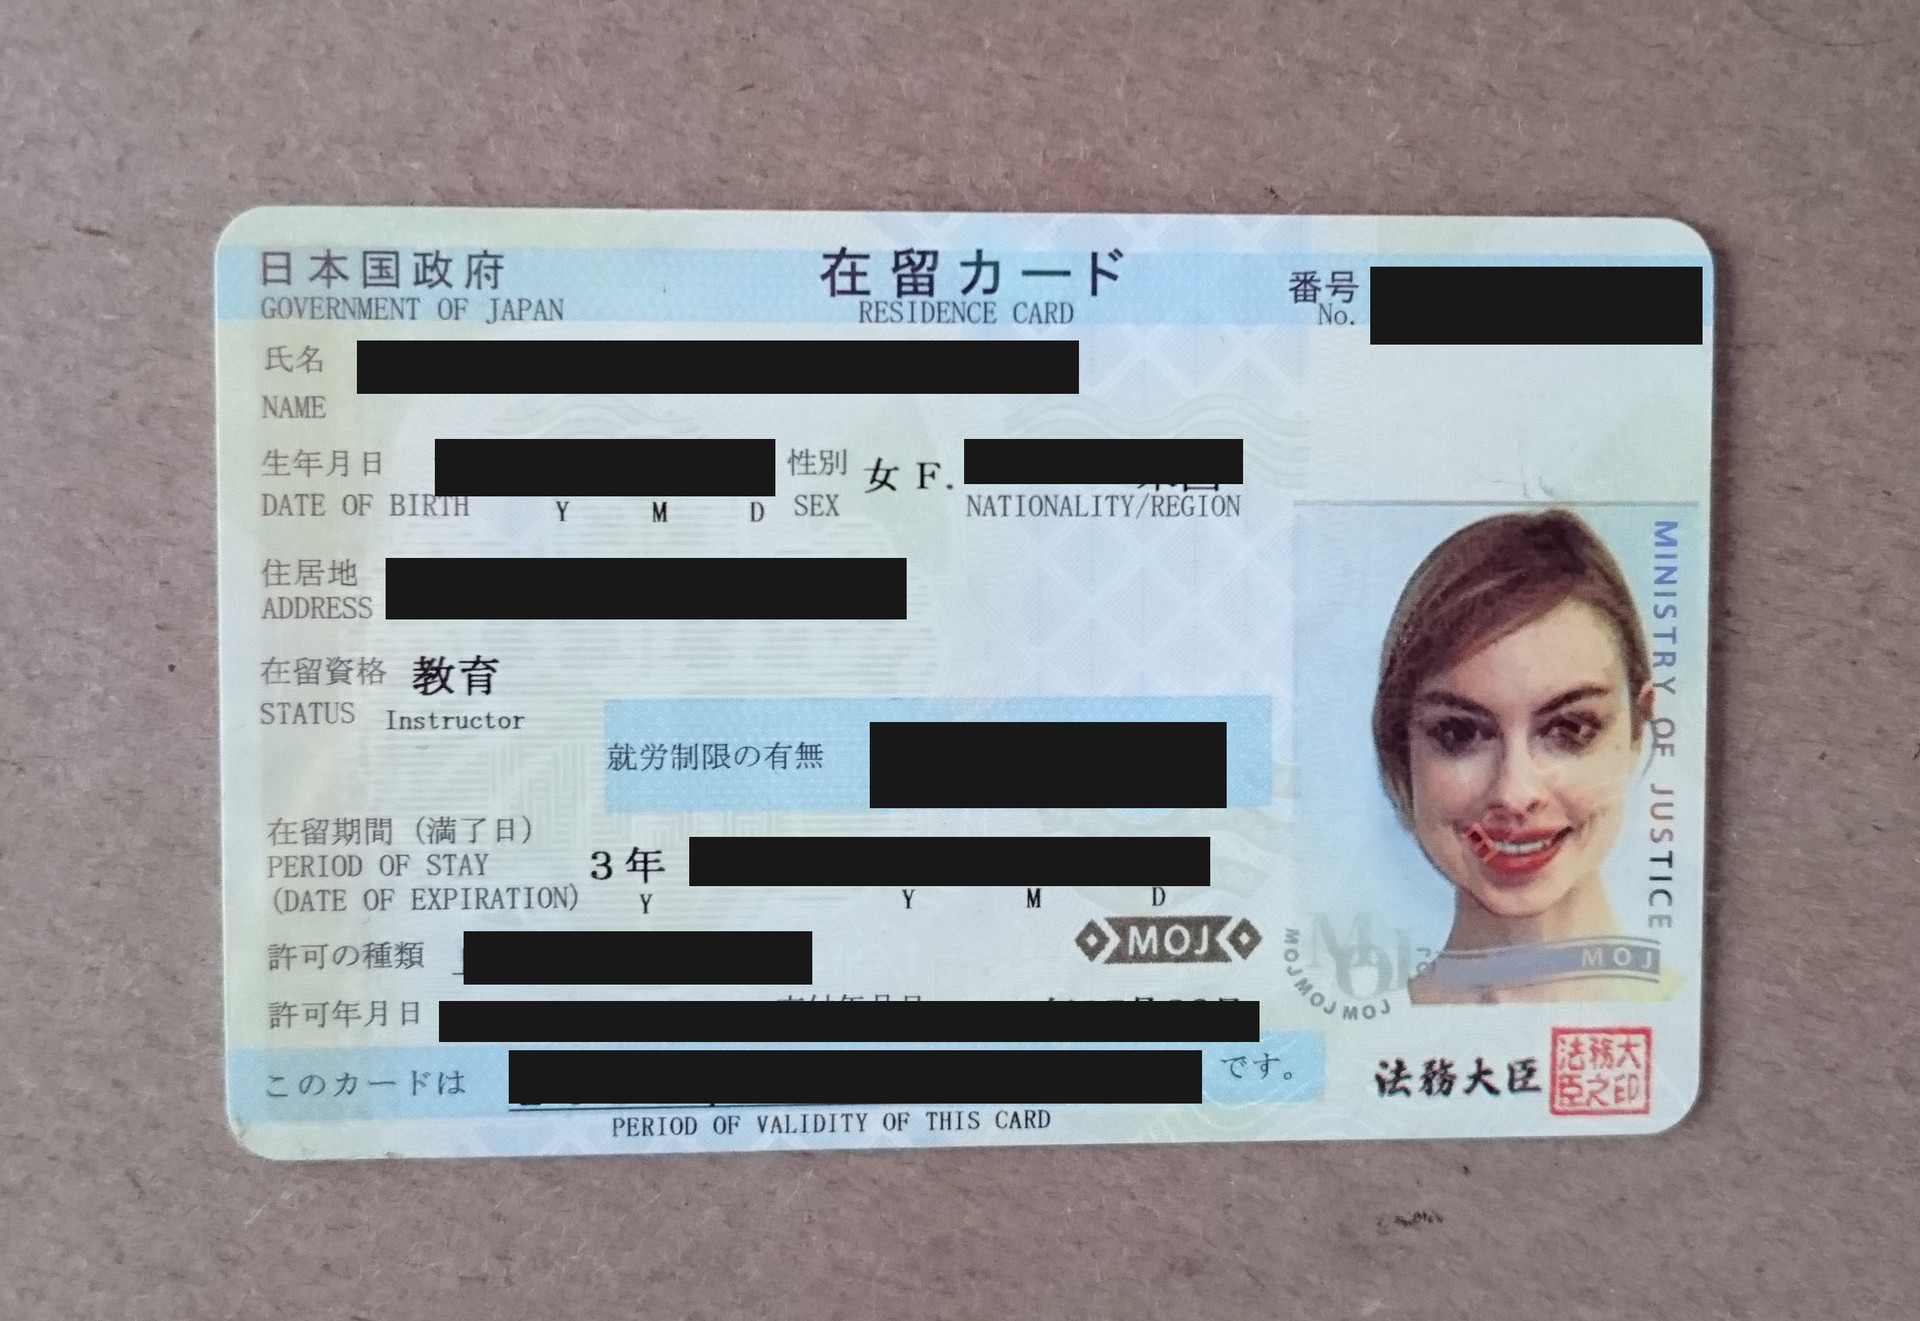 日本国政府 在留カード 番号
GOVERNMENT OF JAPAN RESIDENCE CARD No.
氏名
NAME
生年月日 性別 女 F.
DATE OF BIRTH Y M D SEX NATIONALITY/REGION
住居地
ADDRESS
在留資格 教育
STATUS Instructor
就労制限の有無
在留期間 (満了日)
PERIOD OF STAY 3年
(DATE OF EXPIRATION) Y Y M D
許可の種類
MOJ
許可年月日
このカードは です。
PERIOD OF VALIDITY OF THIS CARD
MINISTRY OF JUSTICE
MOJ
MOJ
MOJMOJMOJ
法務大臣
法務大臣之印